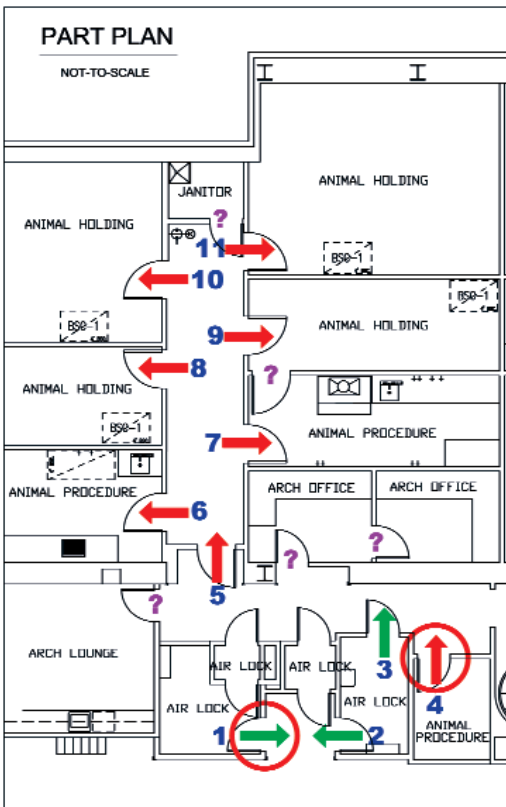 PART PLAN
NOT-TO-SCALE
JANITOR
ANIMAL HOLDING
ANIMAL HOLDING
?
11
BSC-1
10
BSC-1
BSC-1
9
ANIMAL HOLDING
8
?
ANIMAL HOLDING
BSC-1
7
ANIMAL PROCEDURE
ANIMAL PROCEDURE
ARCH OFFICE
ARCH OFFICE
6
?
?
5
?
ARCH LOUNGE
AIR LOCK
AIR LOCK
3
AIR LOCK
AIR LOCK
4
1
2
ANIMAL
PROCEDURE